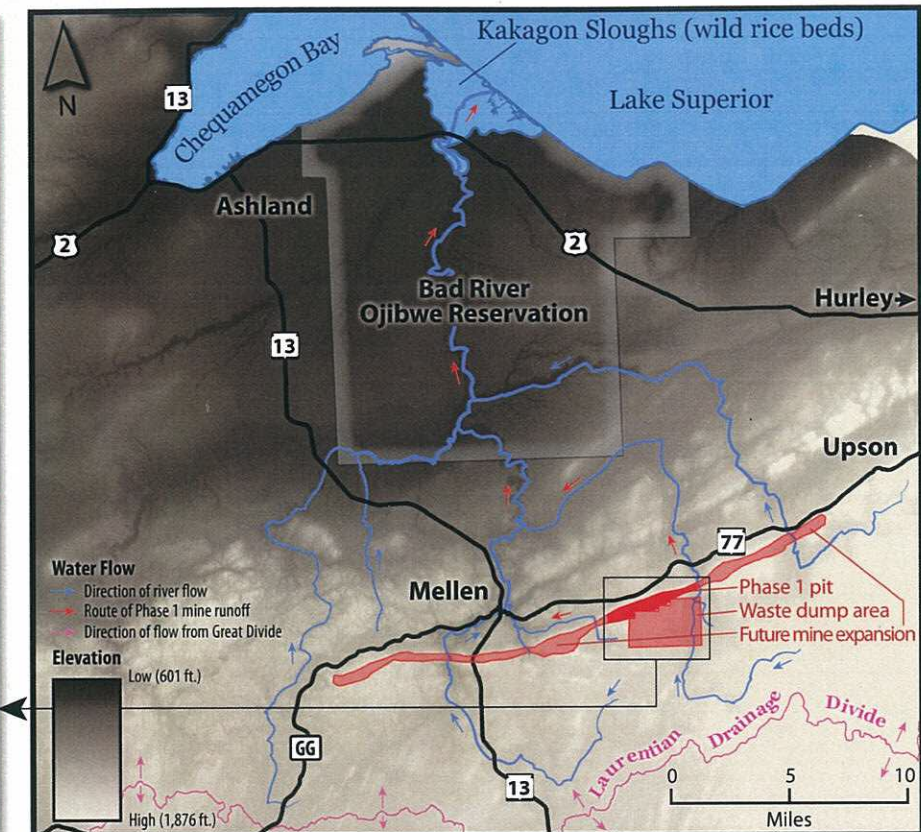 Kakagon Sloughs (wild rice beds)
Chequamegon Bay
Lake Superior
N
13
Ashland
2
2
Bad River
Ojibwe Reservation
Hurley
13
Upson
77
Water Flow
Direction of river flow
Route of Phase 1 mine runoff
Direction of flow from Great Divide
Mellen
Phase 1 pit
Waste dump area
Future mine expansion
Elevation
Low (601 ft.)
High (1,876 ft.)
GG
13
Laurentian Drainage Divide
0 5 10
Miles